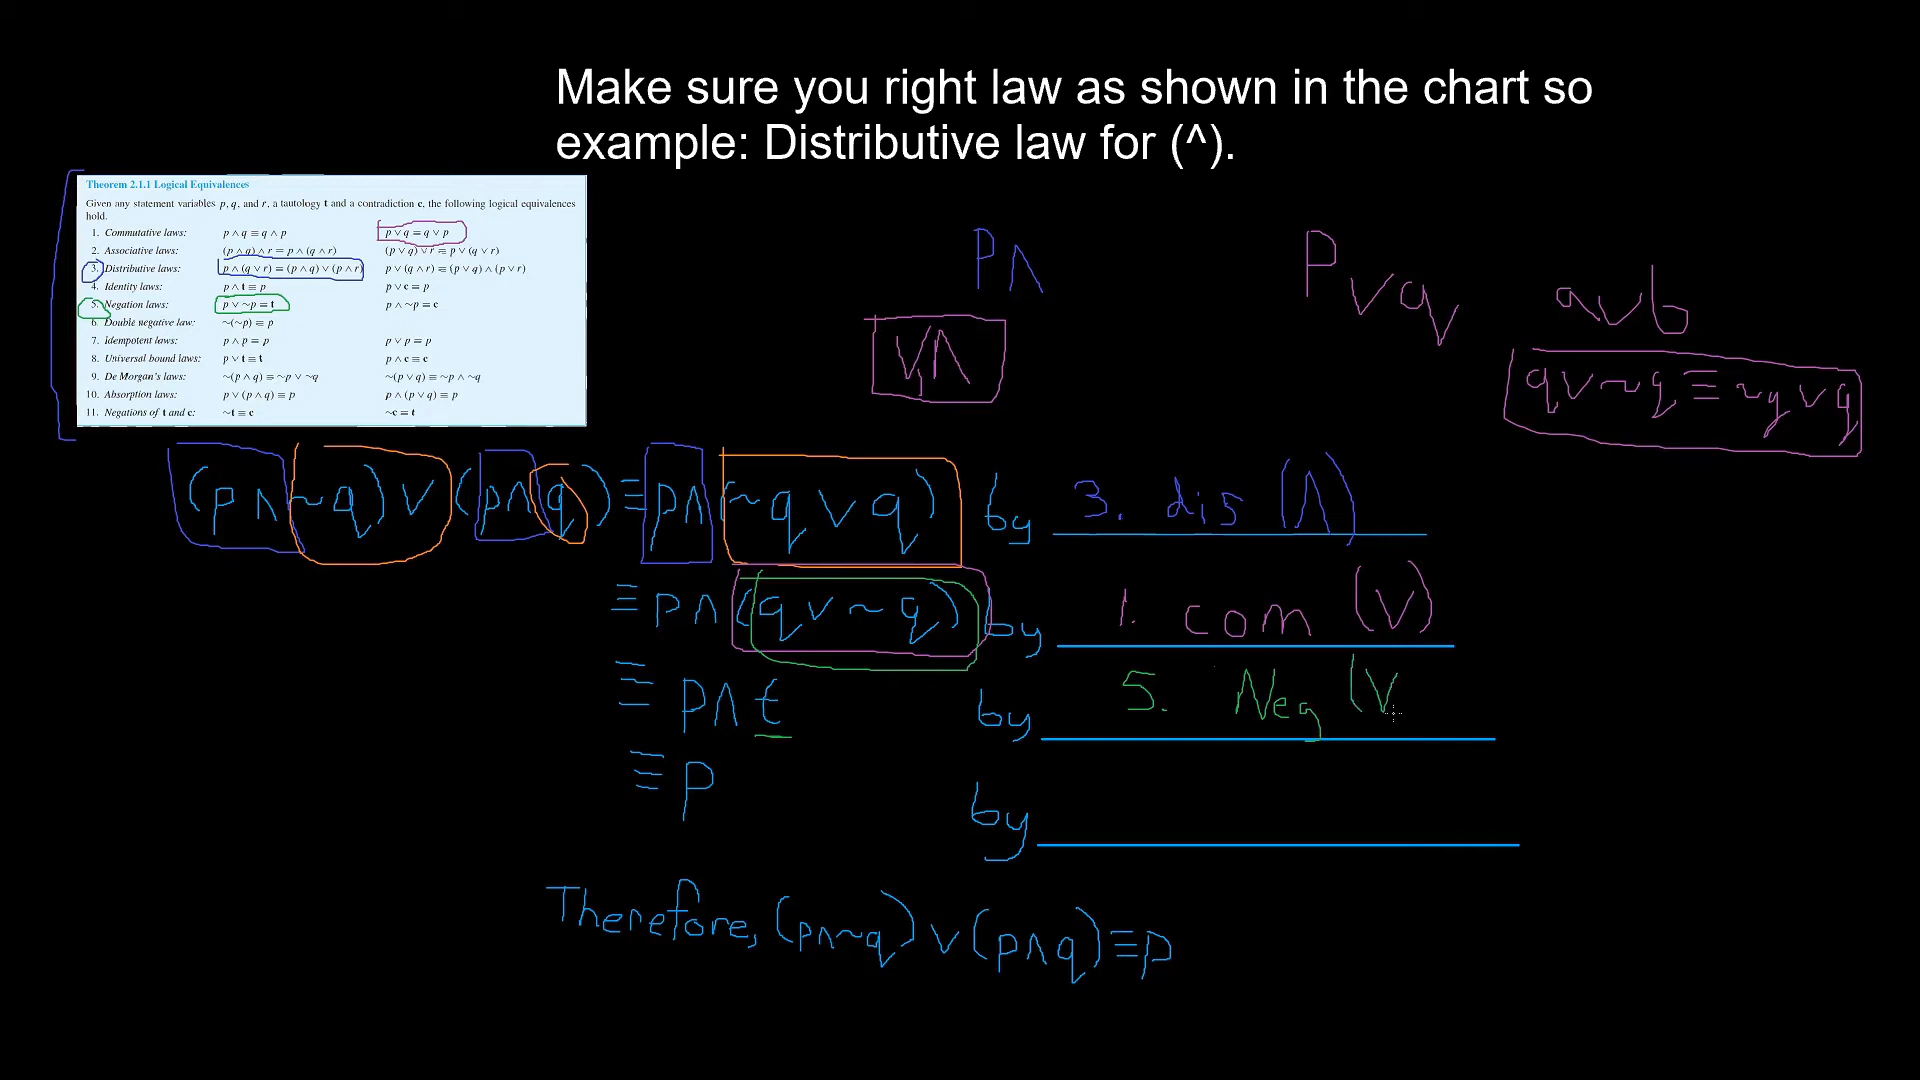 Make sure you right law as shown in the chart so
example: Distributive law for (^).
Theorem 2.1.1 Logical Equivalences
Given any statement variables p, q, and r, a tautology t and a contradiction c, the following logical equivalences
hold.
1. Commutative laws: p ∧ q ≡ q ∧ p p ∨ q ≡ q ∨ p
2. Associative laws: (p ∧ q) ∧ r ≡ p ∧ (q ∧ r) (p ∨ q) ∨ r ≡ p ∨ (q ∨ r)
3. Distributive laws: p ∧ (q ∨ r) ≡ (p ∧ q) ∨ (p ∧ r) p ∨ (q ∧ r) ≡ (p ∨ q) ∧ (p ∨ r)
4. Identity laws: p ∧ t ≡ p p ∨ c ≡ p
5. Negation laws: p ∨ ~p ≡ t p ∧ ~p ≡ c
6. Double negative law: ~(~p) ≡ p
7. Idempotent laws: p ∧ p ≡ p p ∨ p ≡ p
8. Universal bound laws: p ∨ t ≡ t p ∧ c ≡ c
9. De Morgan's laws: ~(p ∧ q) ≡ ~p ∨ ~q ~(p ∨ q) ≡ ~p ∧ ~q
10. Absorption laws: p ∨ (p ∧ q) ≡ p p ∧ (p ∨ q) ≡ p
11. Negations of t and c: ~t ≡ c ~c ≡ t
P∧
P∨q
a∨b
∨,∧
q∨~q≡~q∨q
(p∧~q)∨(p∧q)≡p∧(~q∨q) by 3. dis (∧)
≡p∧(q∨~q) by 1. com (∨)
≡p∧t by 5. Neg (∨
≡p by
Therefore, (p∧~q)∨(p∧q)≡p